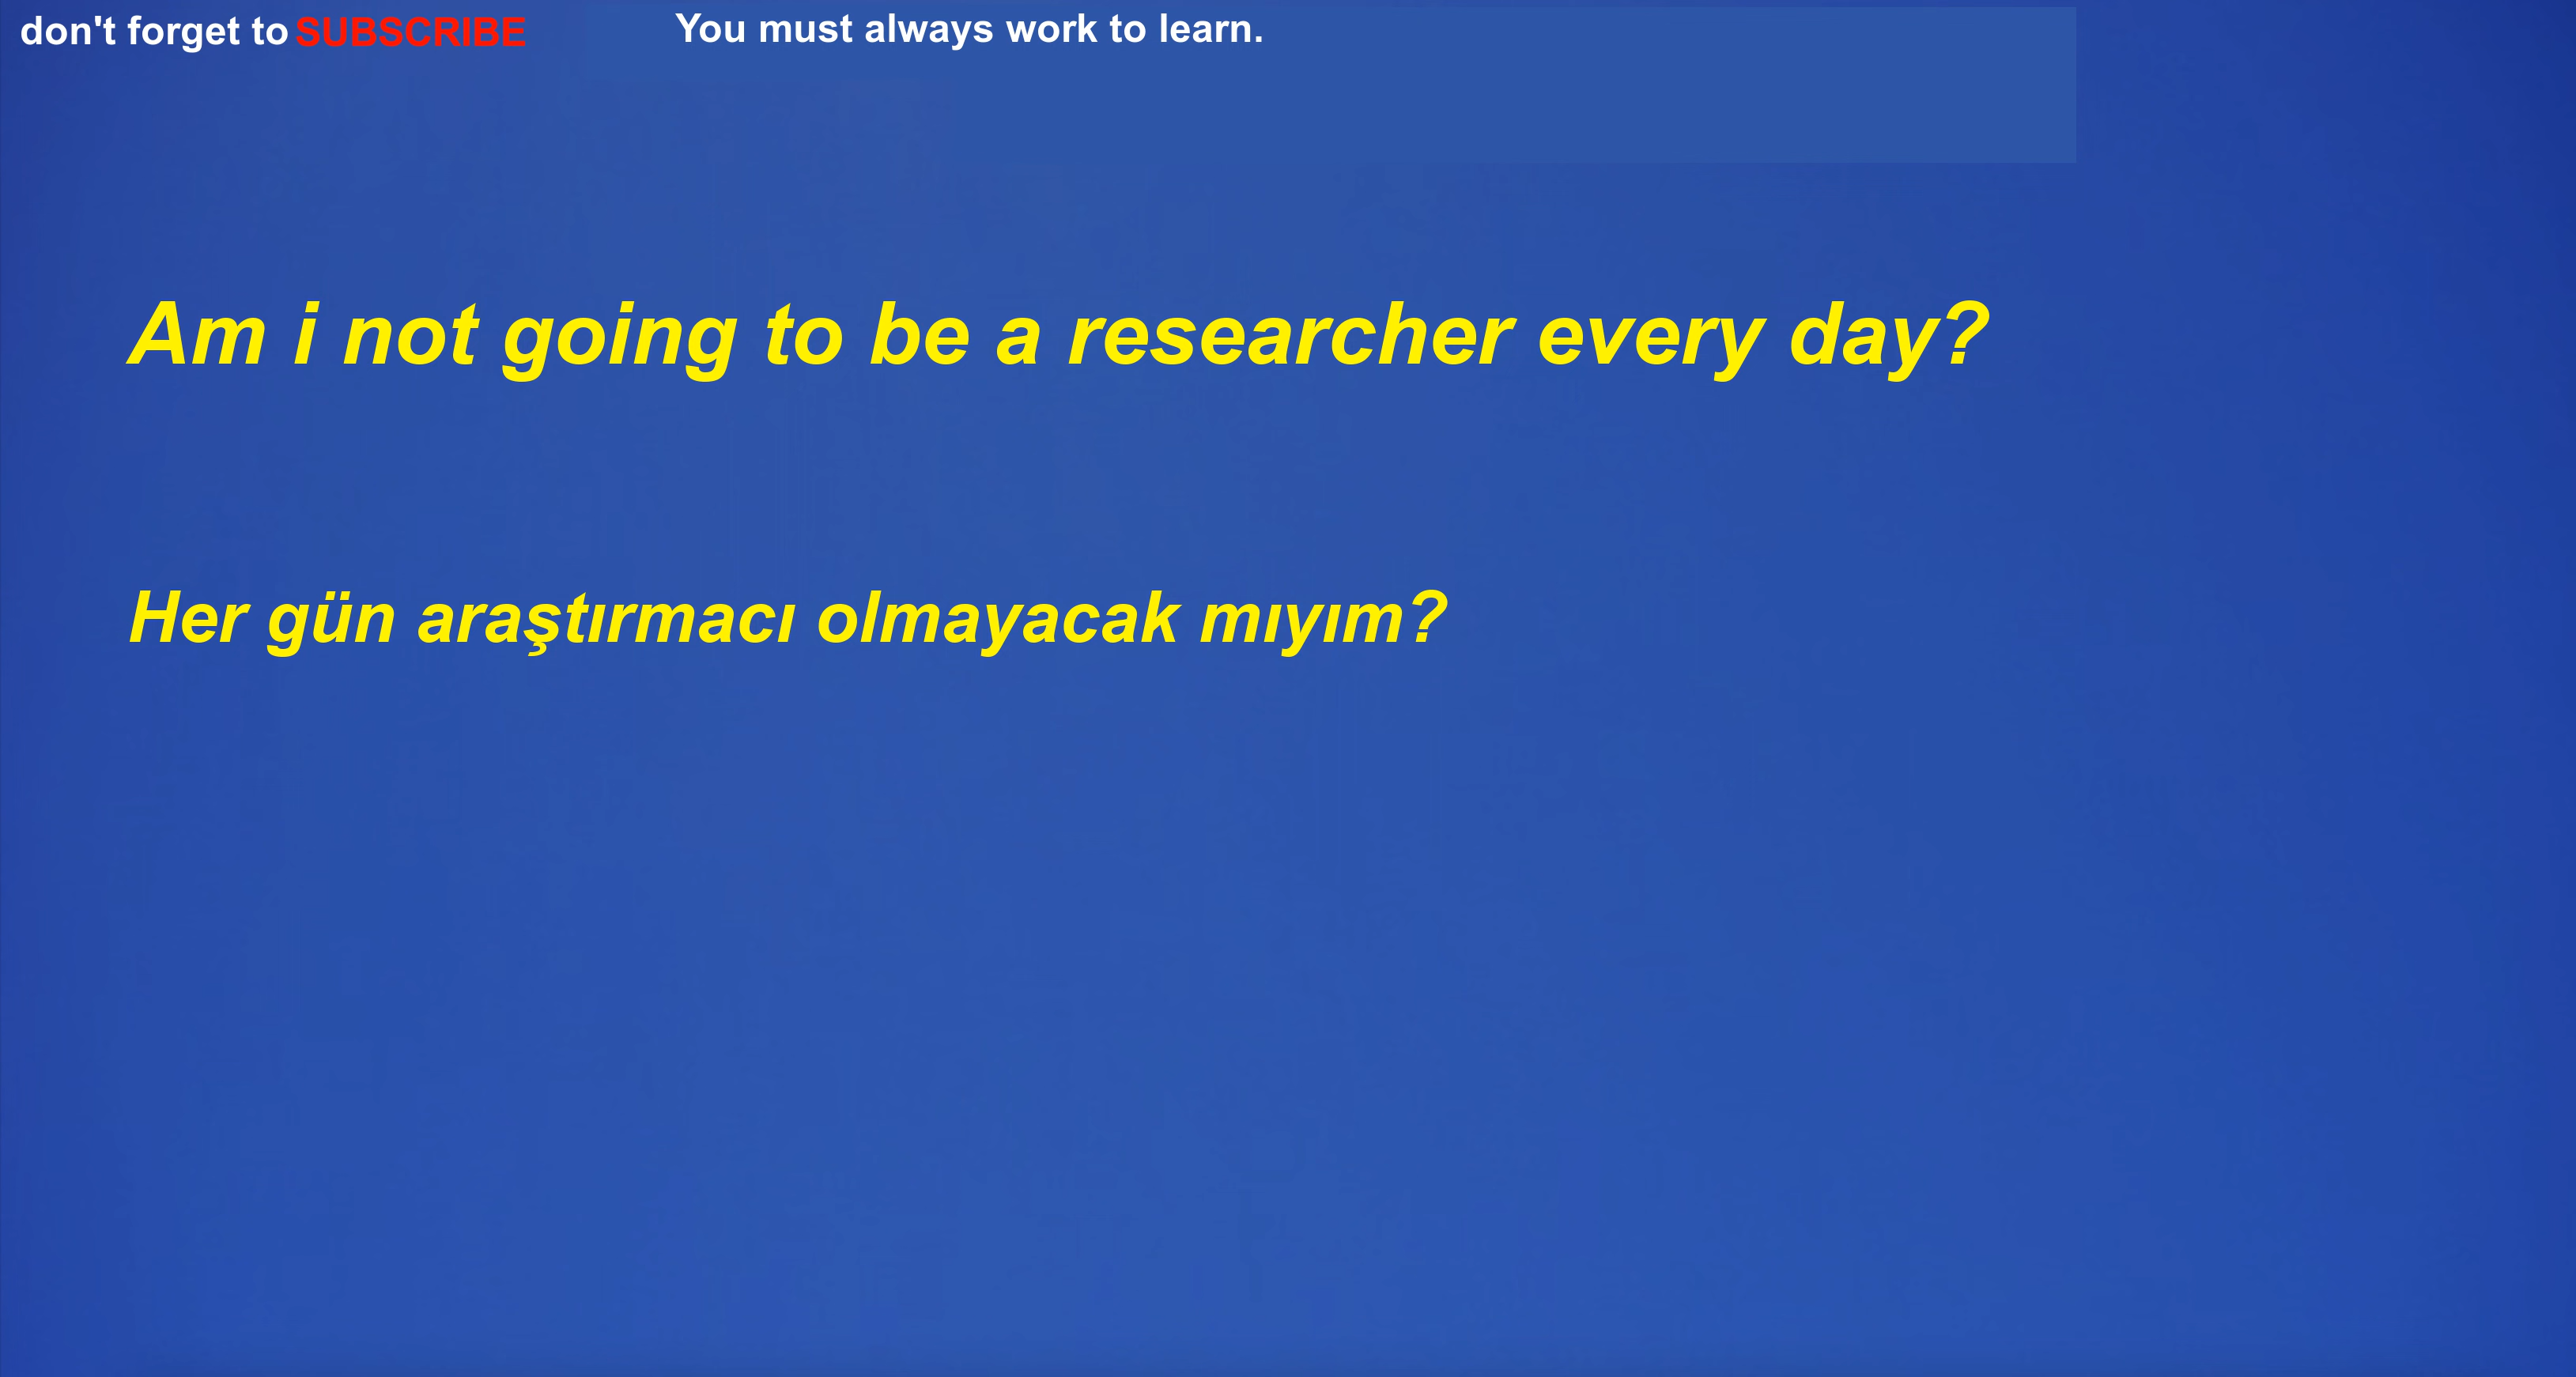 don't forget to SUBSCRIBE You must always work to learn.
Am i not going to be a researcher every day?
Her gün araştırmacı olmayacak mıyım?